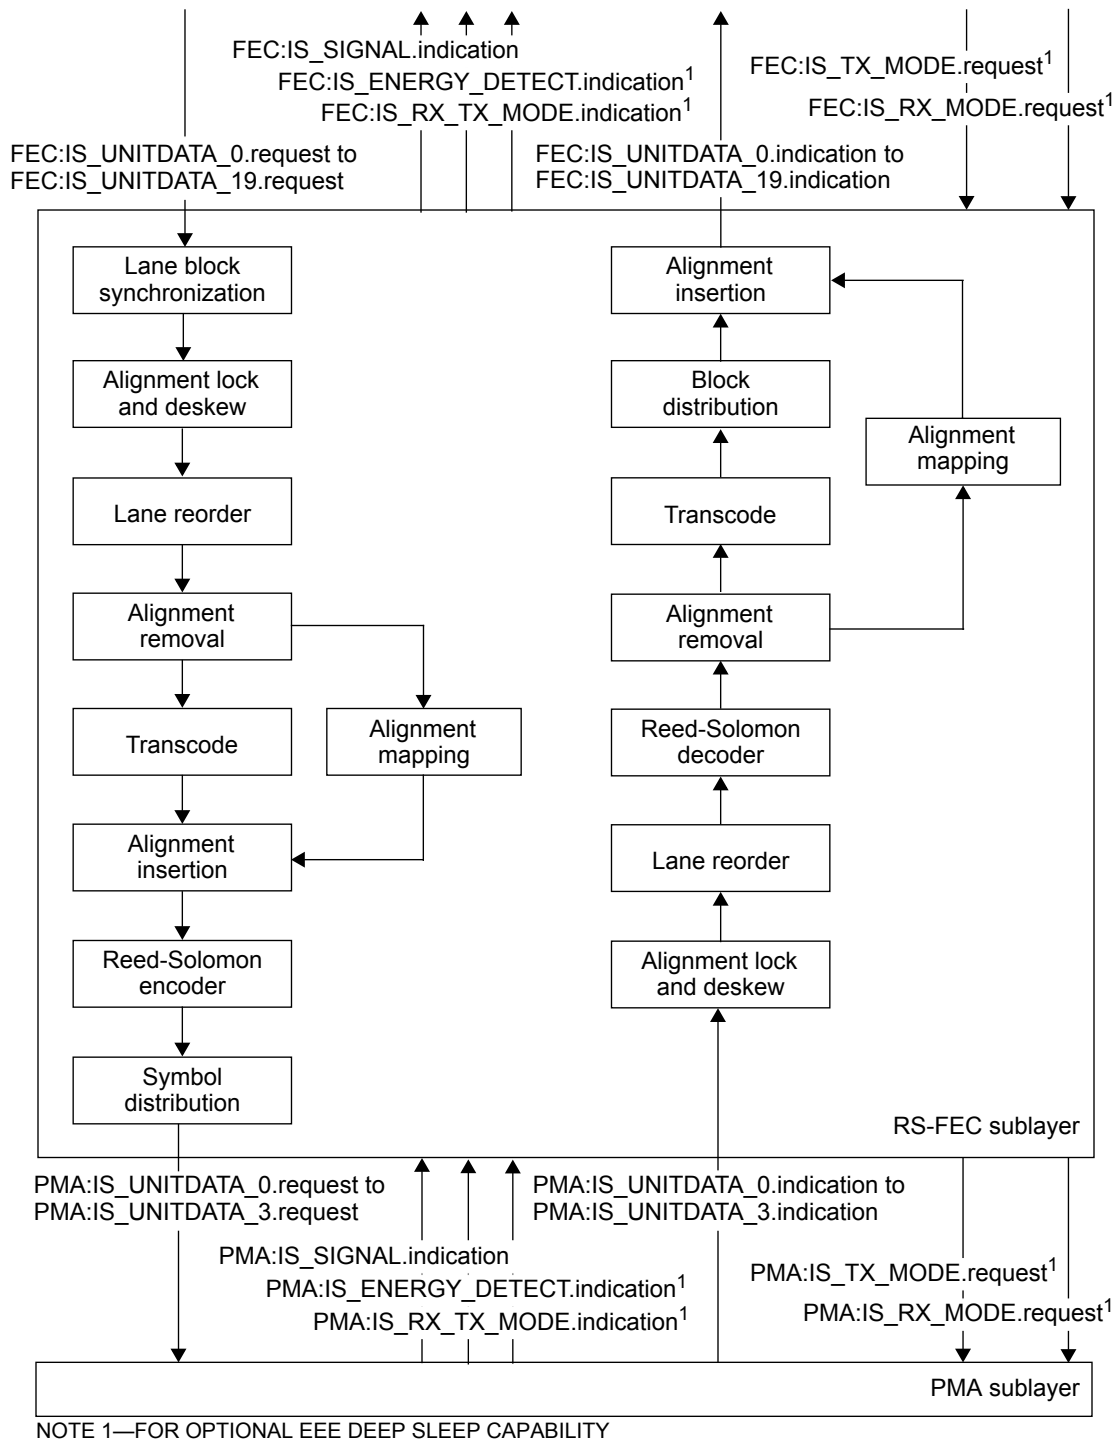 FEC:IS_SIGNAL.indication
FEC:IS_ENERGY_DETECT.indication1
FEC:IS_RX_TX_MODE.indication1
FEC:IS_TX_MODE.request1
FEC:IS_RX_MODE.request1
FEC:IS_UNITDATA_0.request to
FEC:IS_UNITDATA_19.request
FEC:IS_UNITDATA_0.indication to
FEC:IS_UNITDATA_19.indication
Lane block
synchronization
Alignment lock
and deskew
Lane reorder
Alignment
removal
Transcode
Alignment
mapping
Alignment
insertion
Reed-Solomon
encoder
Symbol
distribution
Alignment
insertion
Block
distribution
Alignment
mapping
Transcode
Alignment
removal
Reed-Solomon
decoder
Lane reorder
Alignment lock
and deskew
RS-FEC sublayer
PMA:IS_UNITDATA_0.request to
PMA:IS_UNITDATA_3.request
PMA:IS_UNITDATA_0.indication to
PMA:IS_UNITDATA_3.indication
PMA:IS_SIGNAL.indication
PMA:IS_ENERGY_DETECT.indication1
PMA:IS_RX_TX_MODE.indication1
PMA:IS_TX_MODE.request1
PMA:IS_RX_MODE.request1
PMA sublayer
NOTE 1—FOR OPTIONAL EEE DEEP SLEEP CAPABILITY